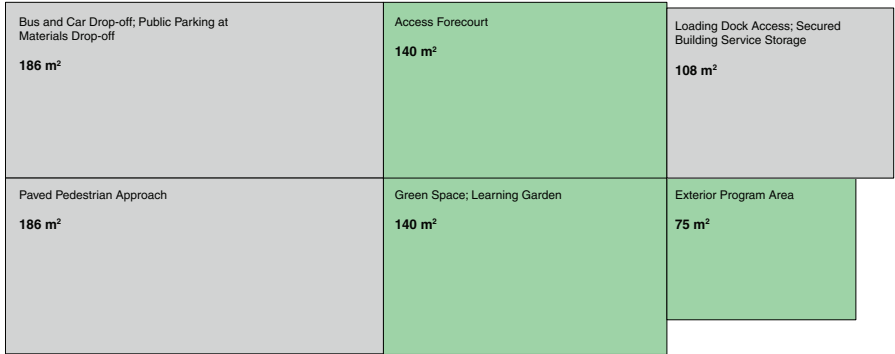 Bus and Car Drop-off; Public Parking at
Materials Drop-off
186 m²
Access Forecourt
140 m²
Loading Dock Access; Secured
Building Service Storage
108 m²
Paved Pedestrian Approach
186 m²
Green Space; Learning Garden
140 m²
Exterior Program Area
75 m²